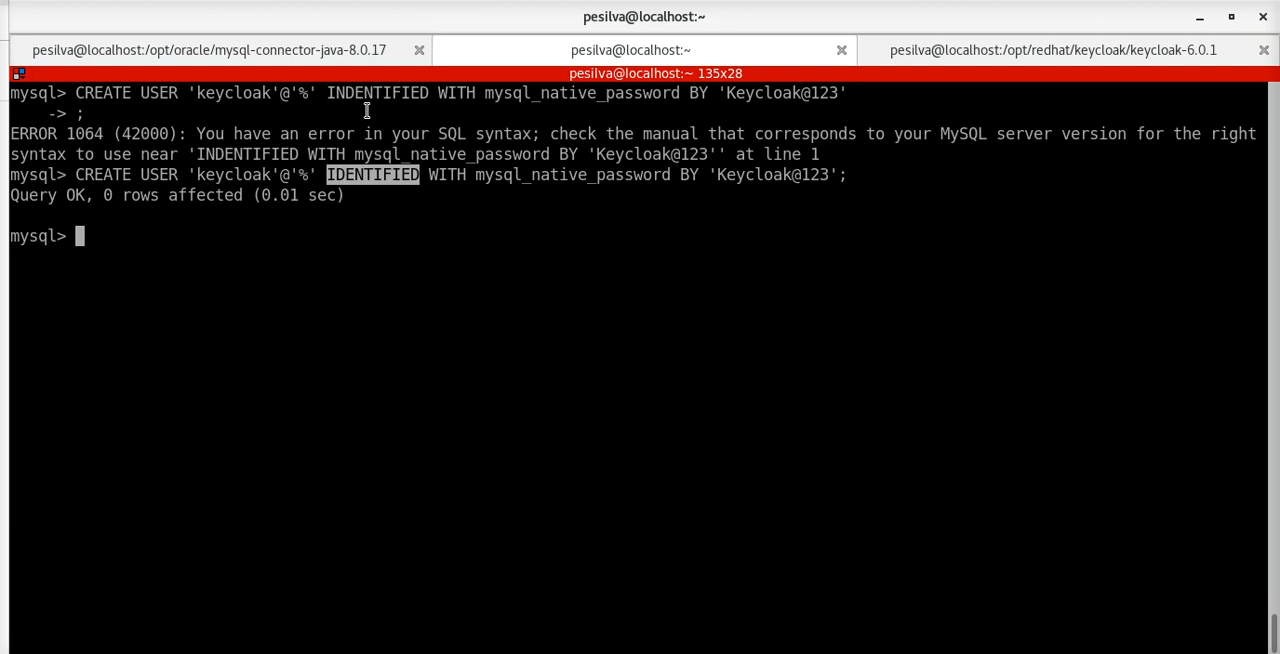 pesilva@localhost:~
pesilva@localhost:/opt/oracle/mysql-connector-java-8.0.17
pesilva@localhost:~
pesilva@localhost:/opt/redhat/keycloak/keycloak-6.0.1
pesilva@localhost:~ 135x28
mysql> CREATE USER 'keycloak'@'%' INDENTIFIED WITH mysql_native_password BY 'Keycloak@123'
    -> ;
ERROR 1064 (42000): You have an error in your SQL syntax; check the manual that corresponds to your MySQL server version for the right
syntax to use near 'INDENTIFIED WITH mysql_native_password BY 'Keycloak@123'' at line 1
mysql> CREATE USER 'keycloak'@'%' IDENTIFIED WITH mysql_native_password BY 'Keycloak@123';
Query OK, 0 rows affected (0.01 sec)
mysql>